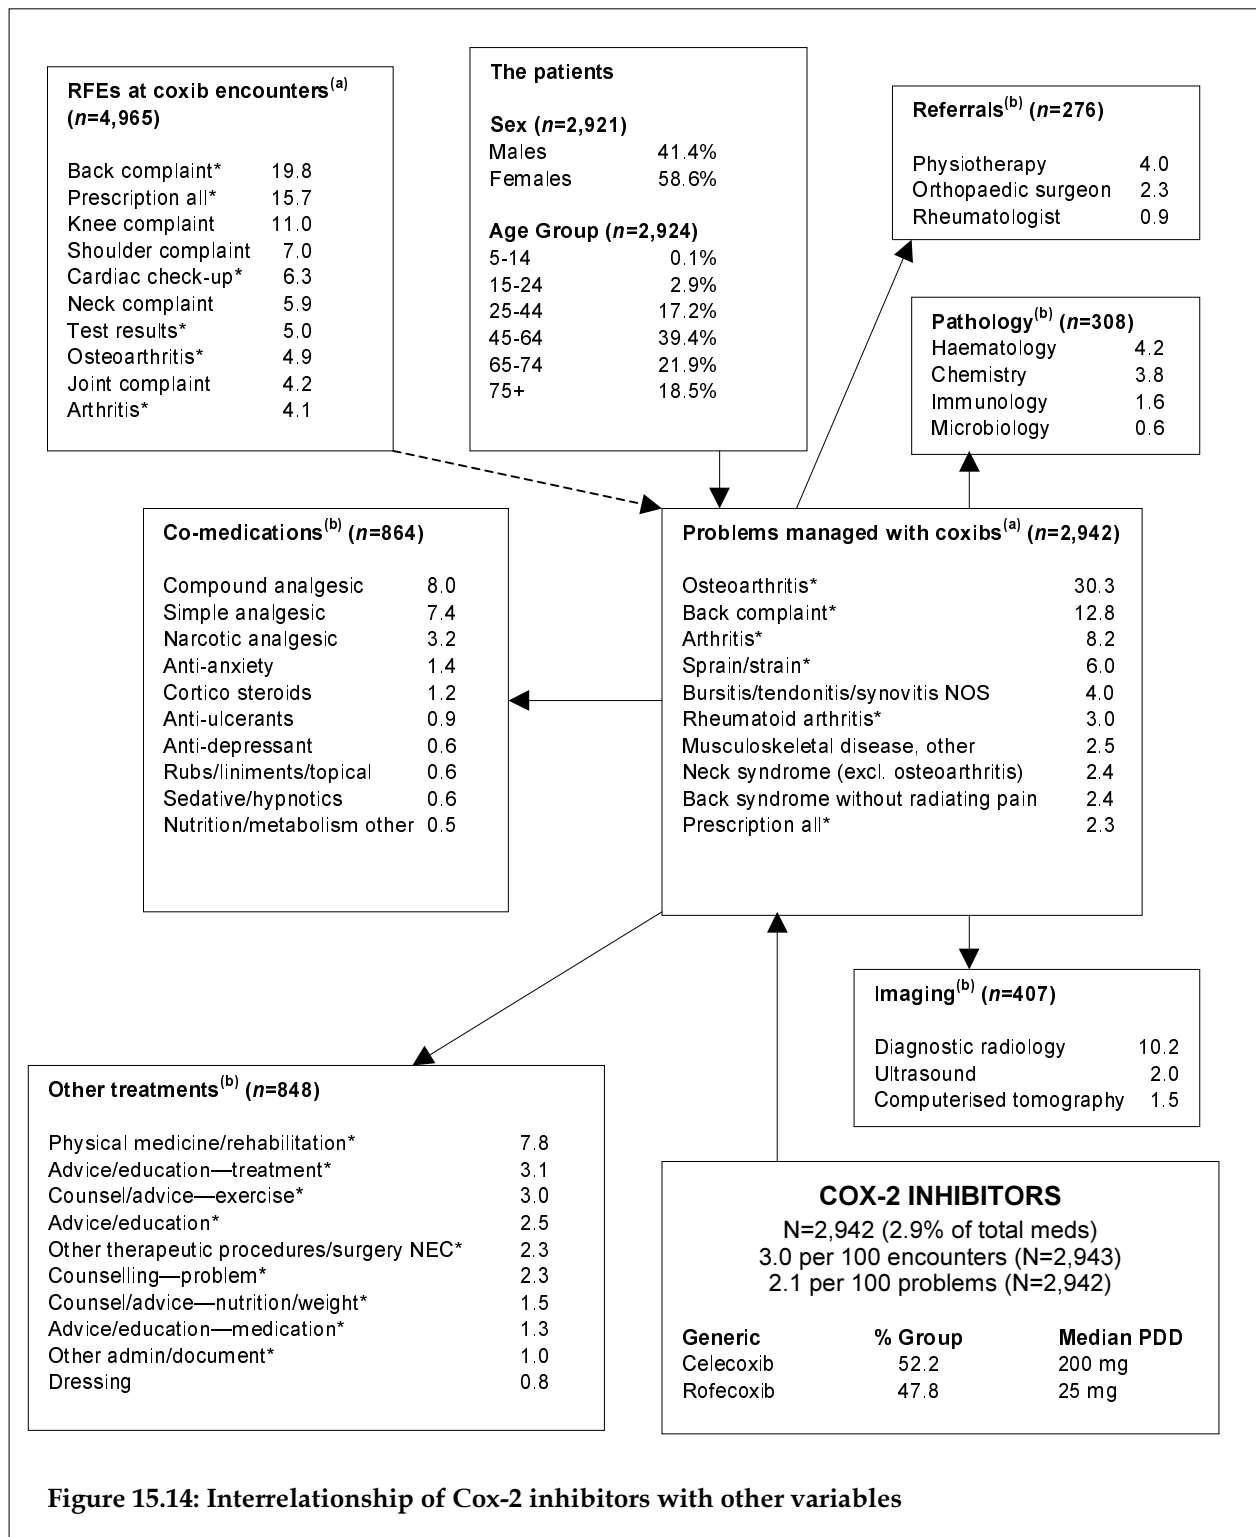 RFEs at coxib encounters(a)
(n=4,965)
Back complaint* 19.8
Prescription all* 15.7
Knee complaint 11.0
Shoulder complaint 7.0
Cardiac check-up* 6.3
Neck complaint 5.9
Test results* 5.0
Osteoarthritis* 4.9
Joint complaint 4.2
Arthritis* 4.1
The patients
Sex (n=2,921)
Males 41.4%
Females 58.6%
Age Group (n=2,924)
5-14 0.1%
15-24 2.9%
25-44 17.2%
45-64 39.4%
65-74 21.9%
75+ 18.5%
Referrals(b) (n=276)
Physiotherapy 4.0
Orthopaedic surgeon 2.3
Rheumatologist 0.9
Pathology(b) (n=308)
Haematology 4.2
Chemistry 3.8
Immunology 1.6
Microbiology 0.6
Co-medications(b) (n=864)
Compound analgesic 8.0
Simple analgesic 7.4
Narcotic analgesic 3.2
Anti-anxiety 1.4
Cortico steroids 1.2
Anti-ulcerants 0.9
Anti-depressant 0.6
Rubs/liniments/topical 0.6
Sedative/hypnotics 0.6
Nutrition/metabolism other 0.5
Problems managed with coxibs(a) (n=2,942)
Osteoarthritis* 30.3
Back complaint* 12.8
Arthritis* 8.2
Sprain/strain* 6.0
Bursitis/tendonitis/synovitis NOS 4.0
Rheumatoid arthritis* 3.0
Musculoskeletal disease, other 2.5
Neck syndrome (excl. osteoarthritis) 2.4
Back syndrome without radiating pain 2.4
Prescription all* 2.3
Imaging(b) (n=407)
Diagnostic radiology 10.2
Ultrasound 2.0
Computerised tomography 1.5
Other treatments(b) (n=848)
Physical medicine/rehabilitation* 7.8
Advice/education—treatment* 3.1
Counsel/advice—exercise* 3.0
Advice/education* 2.5
Other therapeutic procedures/surgery NEC* 2.3
Counselling—problem* 2.3
Counsel/advice—nutrition/weight* 1.5
Advice/education—medication* 1.3
Other admin/document* 1.0
Dressing 0.8
COX-2 INHIBITORS
N=2,942 (2.9% of total meds)
3.0 per 100 encounters (N=2,943)
2.1 per 100 problems (N=2,942)
Generic % Group Median PDD
Celecoxib 52.2 200 mg
Rofecoxib 47.8 25 mg
Figure 15.14: Interrelationship of Cox-2 inhibitors with other variables